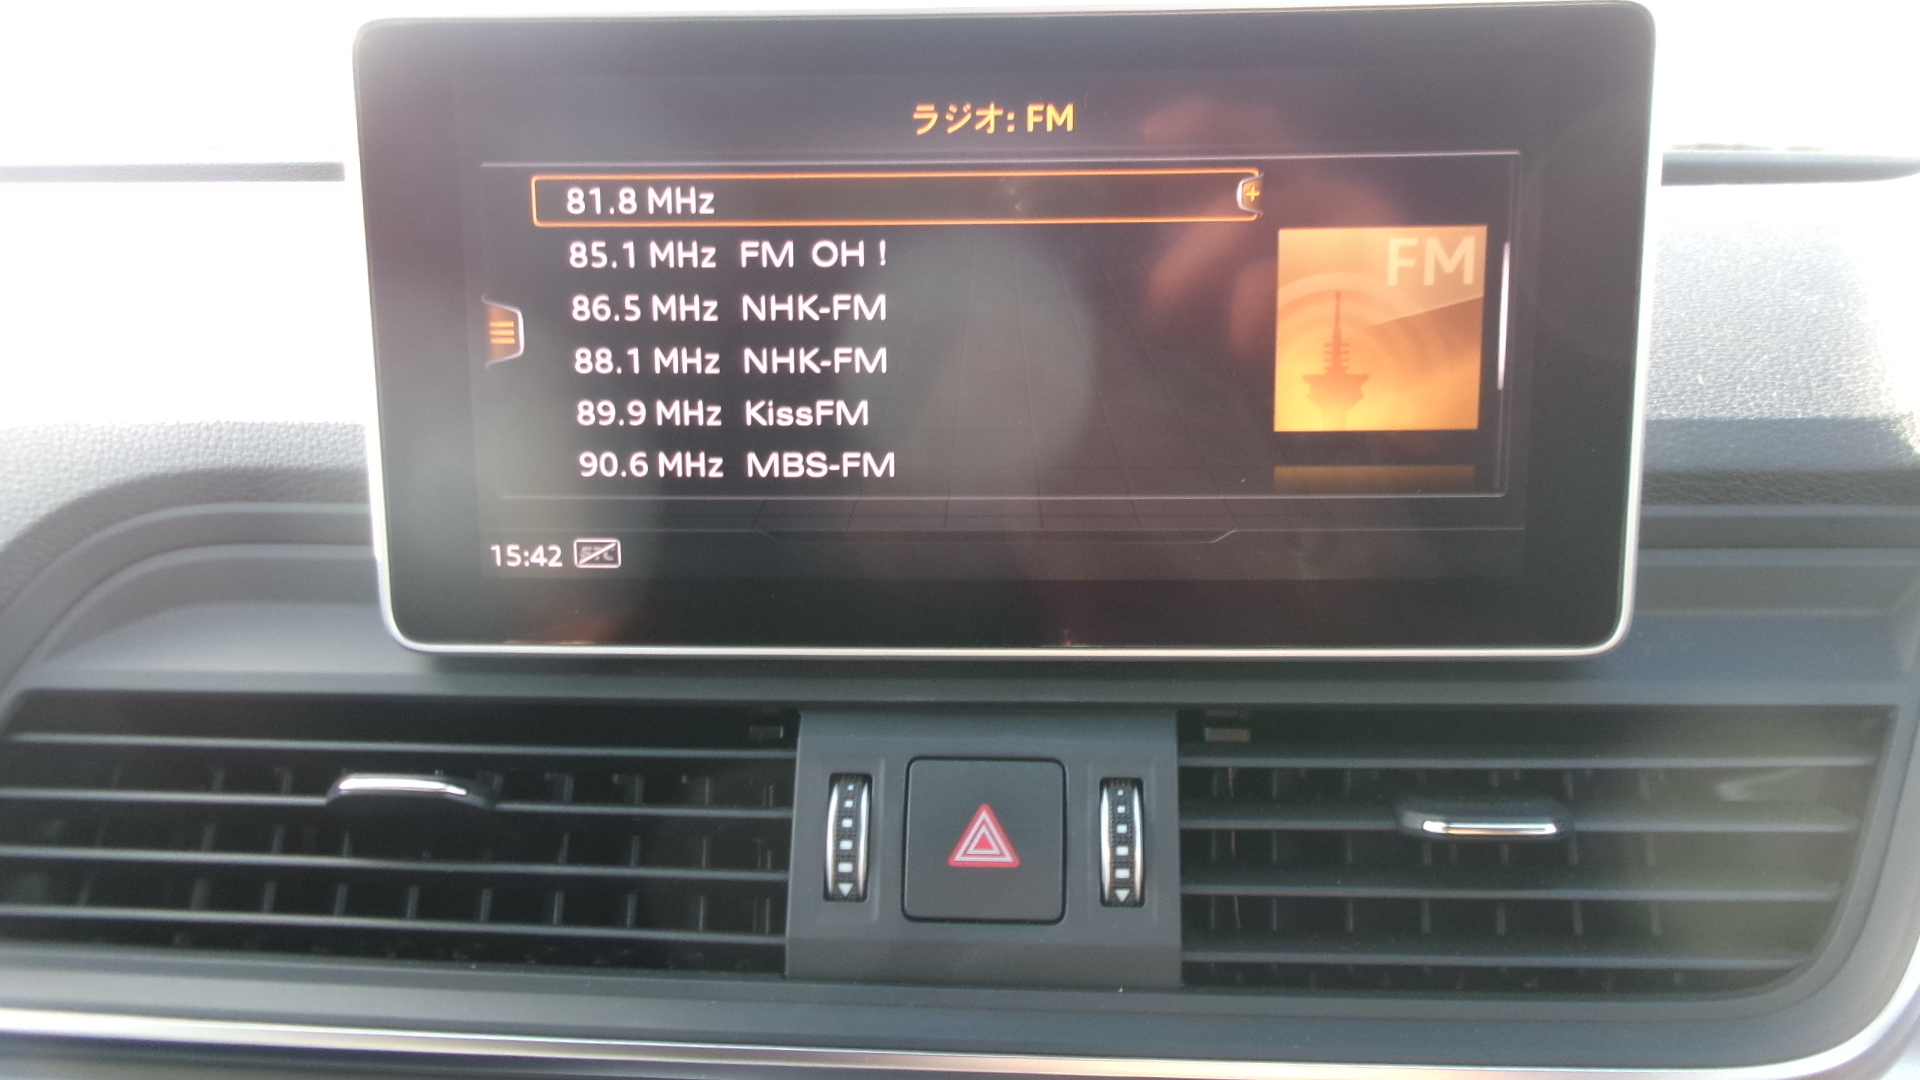 ラジオ: FM
81.8 MHz
85.1 MHz FM OH !
86.5 MHz NHK-FM
88.1 MHz NHK-FM
89.9 MHz KissFM
90.6 MHz MBS-FM
FM
15:42 ETC